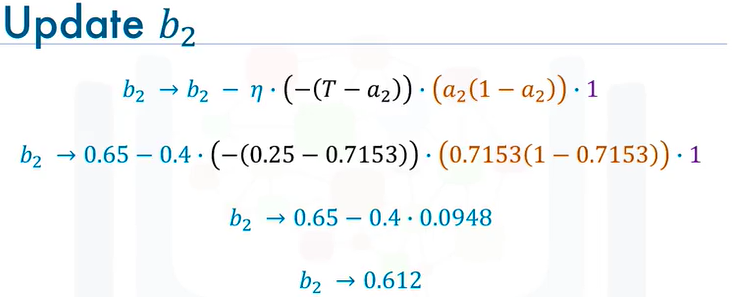 Update b₂
b₂ → b₂ − η · (−(T − a₂)) · (a₂(1 − a₂)) · 1
b₂ → 0.65 − 0.4 · (−(0.25 − 0.7153)) · (0.7153(1 − 0.7153)) · 1
b₂ → 0.65 − 0.4 · 0.0948
b₂ → 0.612